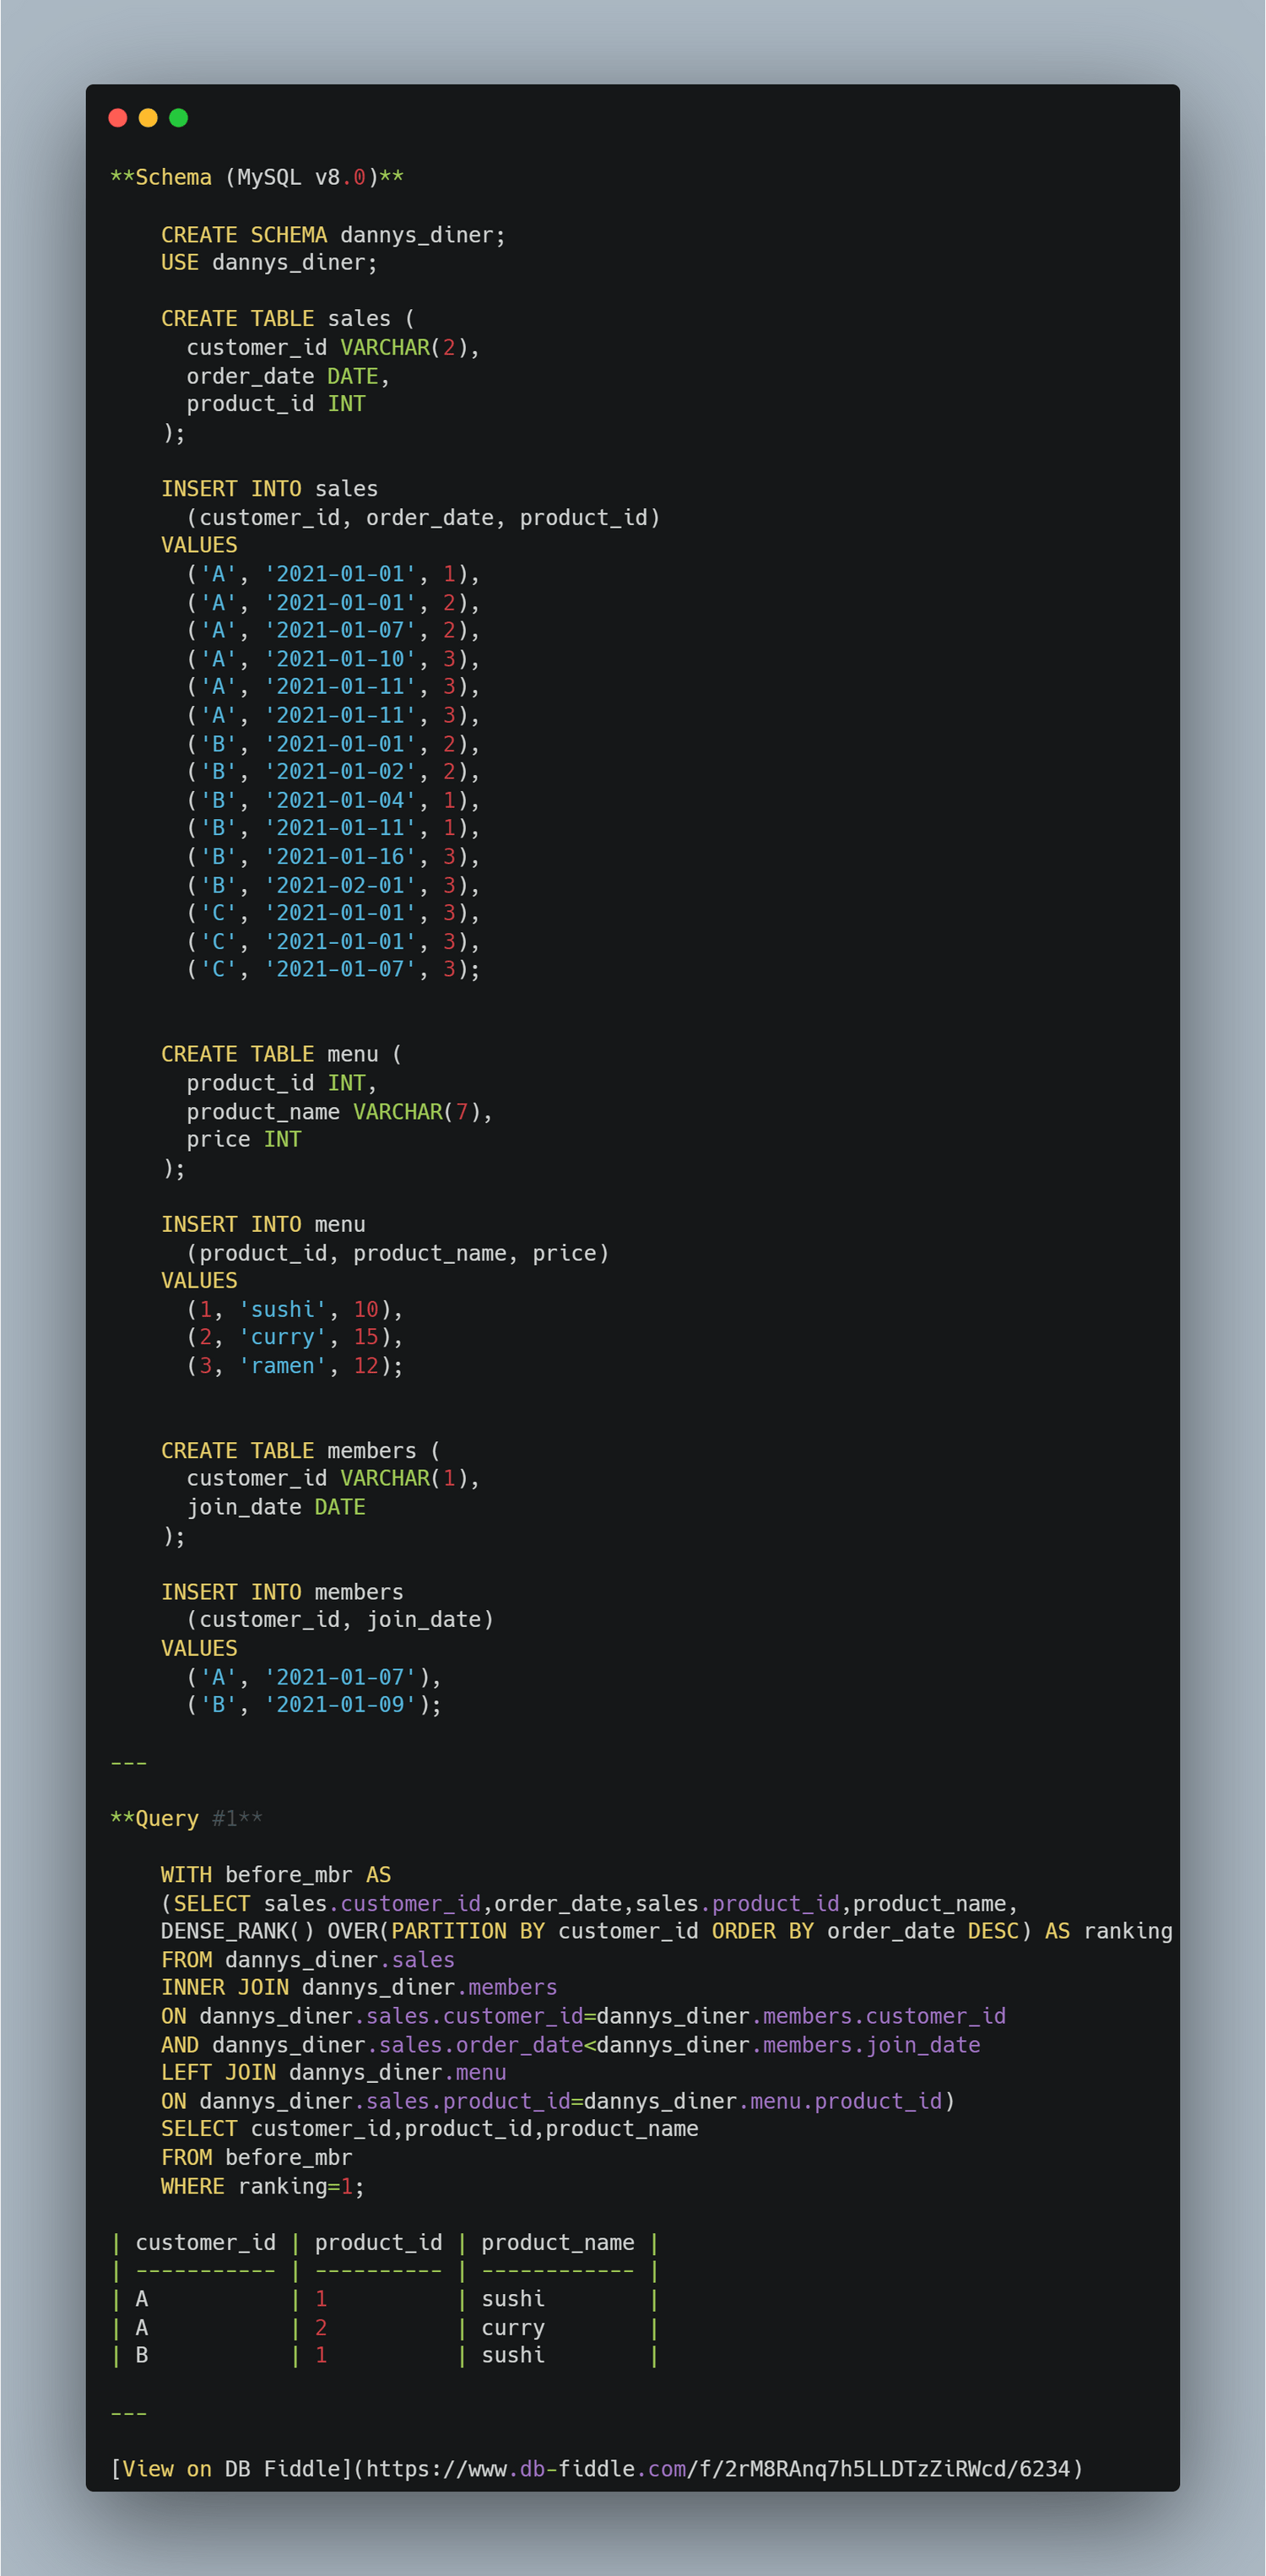 **Schema (MySQL v8.0)**
CREATE SCHEMA dannys_diner;
USE dannys_diner;
CREATE TABLE sales (
customer_id VARCHAR(2),
order_date DATE,
product_id INT
);
INSERT INTO sales
(customer_id, order_date, product_id)
VALUES
('A', '2021-01-01', 1),
('A', '2021-01-01', 2),
('A', '2021-01-07', 2),
('A', '2021-01-10', 3),
('A', '2021-01-11', 3),
('A', '2021-01-11', 3),
('B', '2021-01-01', 2),
('B', '2021-01-02', 2),
('B', '2021-01-04', 1),
('B', '2021-01-11', 1),
('B', '2021-01-16', 3),
('B', '2021-02-01', 3),
('C', '2021-01-01', 3),
('C', '2021-01-01', 3),
('C', '2021-01-07', 3);
CREATE TABLE menu (
product_id INT,
product_name VARCHAR(7),
price INT
);
INSERT INTO menu
(product_id, product_name, price)
VALUES
(1, 'sushi', 10),
(2, 'curry', 15),
(3, 'ramen', 12);
CREATE TABLE members (
customer_id VARCHAR(1),
join_date DATE
);
INSERT INTO members
(customer_id, join_date)
VALUES
('A', '2021-01-07'),
('B', '2021-01-09');
---
**Query #1**
WITH before_mbr AS
(SELECT sales.customer_id,order_date,sales.product_id,product_name,
DENSE_RANK() OVER(PARTITION BY customer_id ORDER BY order_date DESC) AS ranking
FROM dannys_diner.sales
INNER JOIN dannys_diner.members
ON dannys_diner.sales.customer_id=dannys_diner.members.customer_id
AND dannys_diner.sales.order_date<dannys_diner.members.join_date
LEFT JOIN dannys_diner.menu
ON dannys_diner.sales.product_id=dannys_diner.menu.product_id)
SELECT customer_id,product_id,product_name
FROM before_mbr
WHERE ranking=1;
| customer_id | product_id | product_name |
| ----------- | ---------- | ------------ |
| A | 1 | sushi |
| A | 2 | curry |
| B | 1 | sushi |
---
[View on DB Fiddle](https://www.db-fiddle.com/f/2rM8RAnq7h5LLDTzZiRWcd/6234)